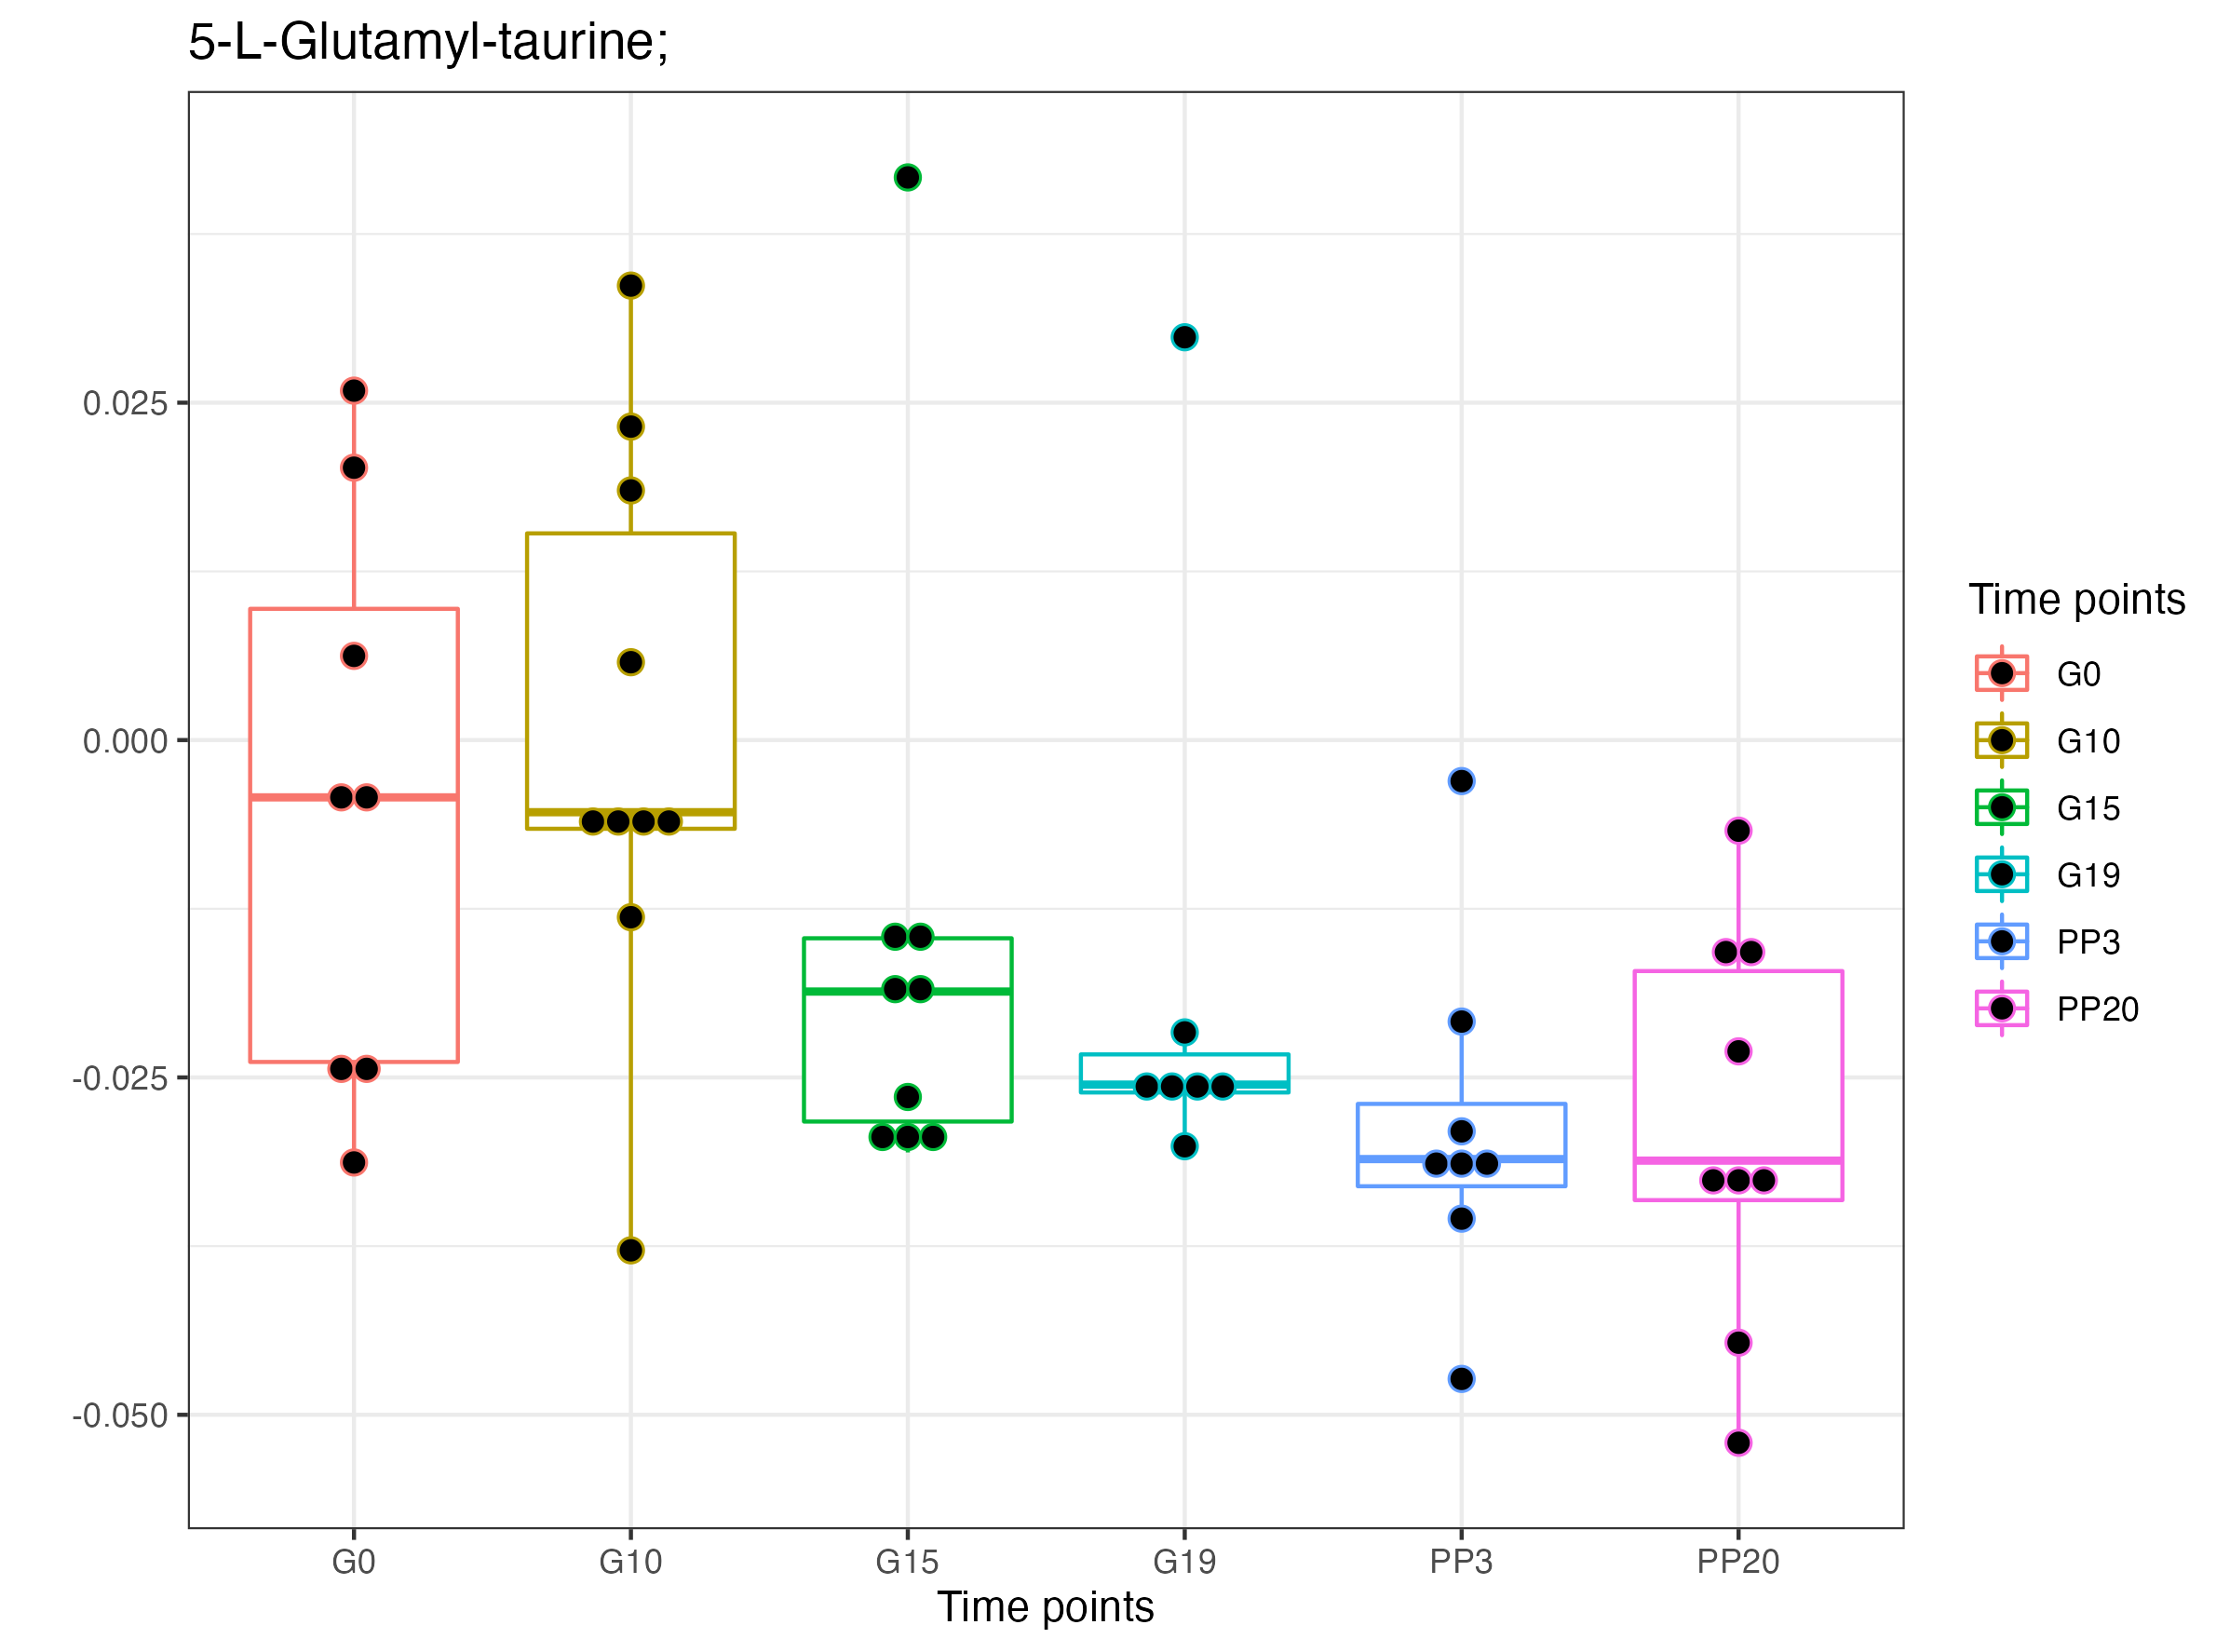 5-L-Glutamyl-taurine;
0.025
0.000
-0.025
-0.050
G0 G10 G15 G19 PP3 PP20
Time points
Time points
G0
G10
G15
G19
PP3
PP20